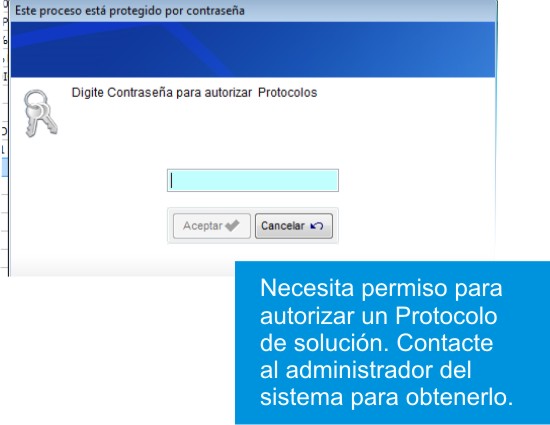 Este proceso está protegido por contraseña
Digite Contraseña para autorizar Protocolos
Aceptar
Cancelar
Necesita permiso para
autorizar un Protocolo
de solución. Contacte
al administrador del
sistema para obtenerlo.